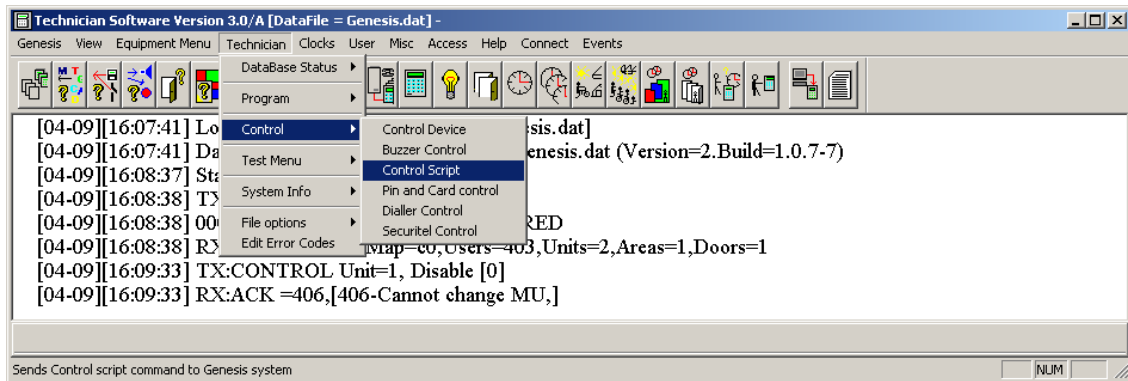 Technician Software Version 3.0/A [DataFile = Genesis.dat] -
Genesis View Equipment Menu Technician Clocks User Misc Access Help Connect Events
DataBase Status
Program
Control
Test Menu
System Info
File options
Edit Error Codes
Control Device
Buzzer Control
Control Script
Pin and Card control
Dialler Control
Securitel Control
[04-09][16:07:41] Lo sis.dat]
[04-09][16:07:41] Da enesis.dat (Version=2.Build=1.0.7-7)
[04-09][16:08:37] Sta
[04-09][16:08:38] TX
[04-09][16:08:38] 00 RED
[04-09][16:08:38] RX Map=c0,Users=403,Units=2,Areas=1,Doors=1
[04-09][16:09:33] TX:CONTROL Unit=1, Disable [0]
[04-09][16:09:33] RX:ACK =406,[406-Cannot change MU,]
Sends Control script command to Genesis system NUM